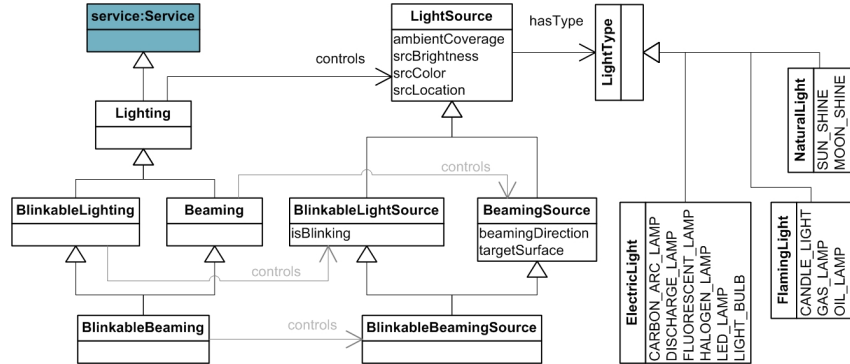 service:Service
LightSource
ambientCoverage
srcBrightness
srcColor
srcLocation
hasType
LightType
controls
Lighting
NaturalLight
SUN_SHINE
MOON_SHINE
controls
BlinkableLighting
Beaming
BlinkableLightSource
isBlinking
BeamingSource
beamingDirection
targetSurface
controls
ElectricLight
CARBON_ARC_LAMP
DISCHARGE_LAMP
FLUORESCENT_LAMP
HALOGEN_LAMP
LED_LAMP
LIGHT_BULB
FlamingLight
CANDLE_LIGHT
GAS_LAMP
OIL_LAMP
BlinkableBeaming
controls
BlinkableBeamingSource